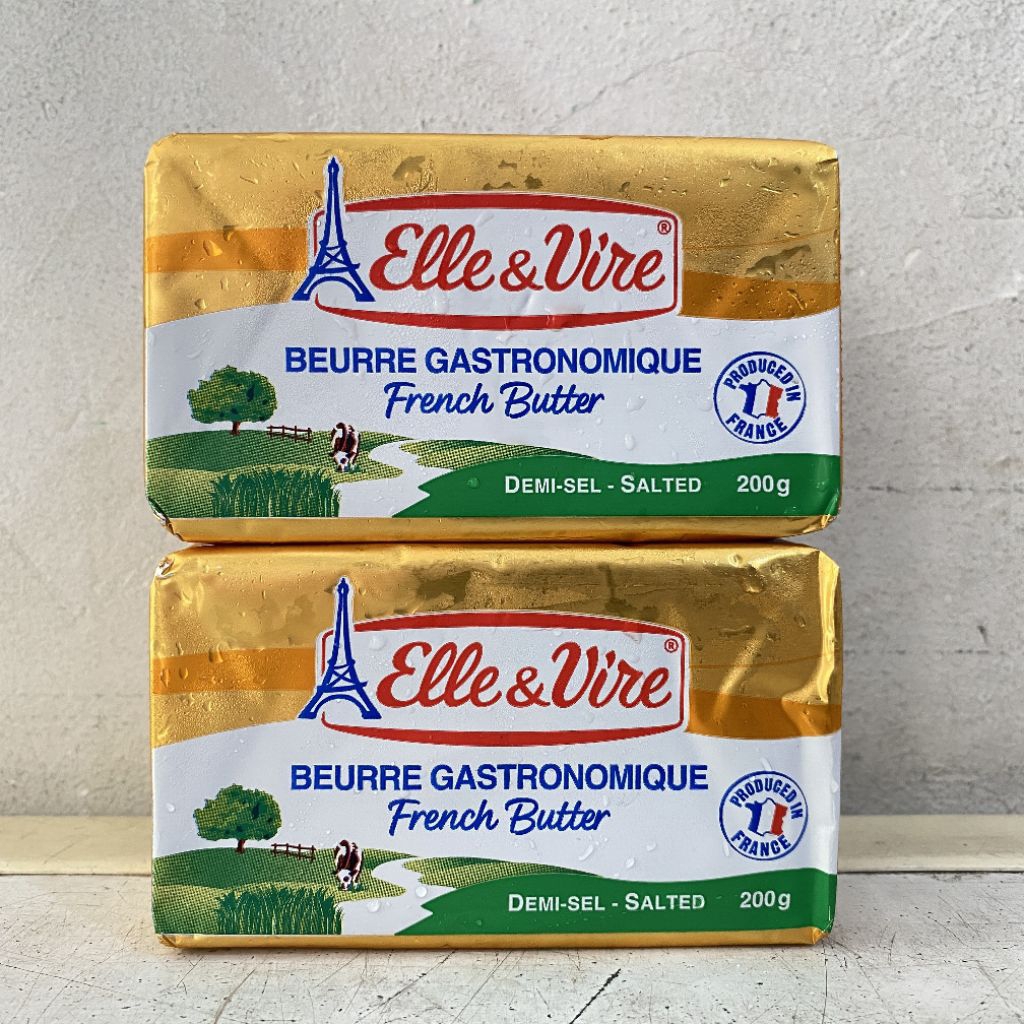 Elle & Vire®
BEURRE GASTRONOMIQUE
French Butter
PRODUCED IN
FRANCE
DEMI-SEL - SALTED 200g
Elle & Vire®
BEURRE GASTRONOMIQUE
French Butter
PRODUCED IN
FRANCE
DEMI-SEL - SALTED 200g